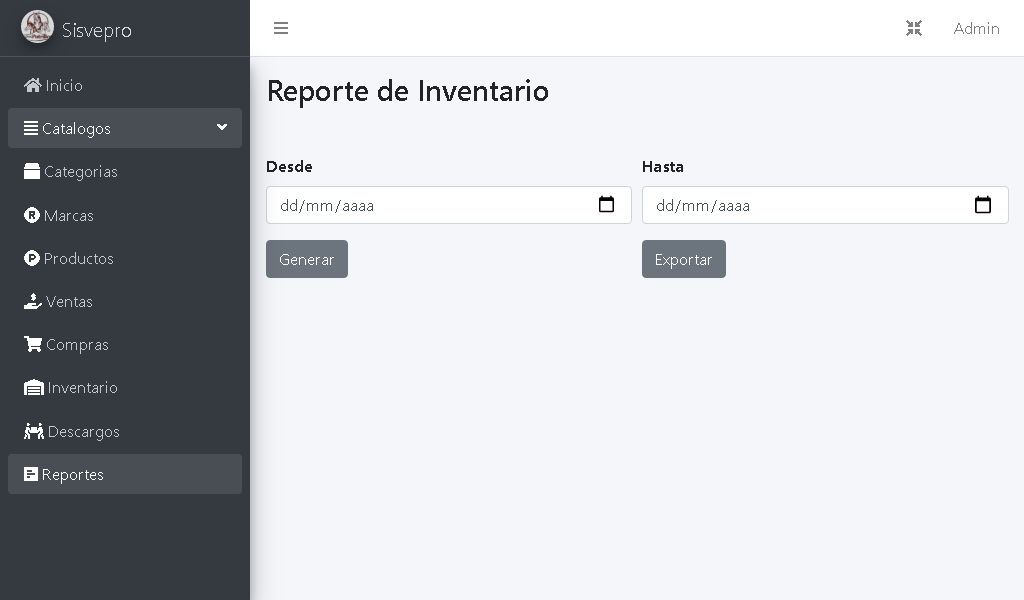 Sisvepro
Admin
Inicio
Catalogos
Categorias
Marcas
Productos
Ventas
Compras
Inventario
Descargos
Reportes
Reporte de Inventario
Desde
Hasta
dd/mm/aaaa
dd/mm/aaaa
Generar
Exportar